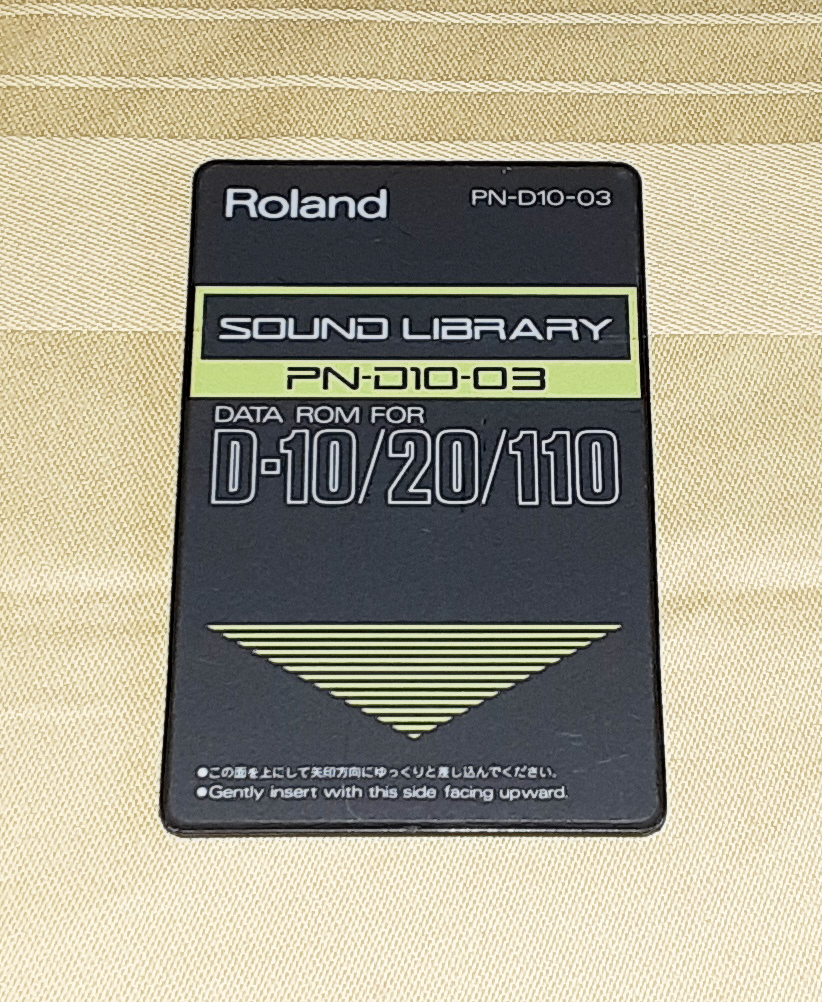 Roland
PN-D10-03
SOUND LIBRARY
PN-D10-03
DATA ROM FOR
D-10/20/110
●この面を上にして矢印方向にゆっくりと差し込んでください。
●Gently insert with this side facing upward.